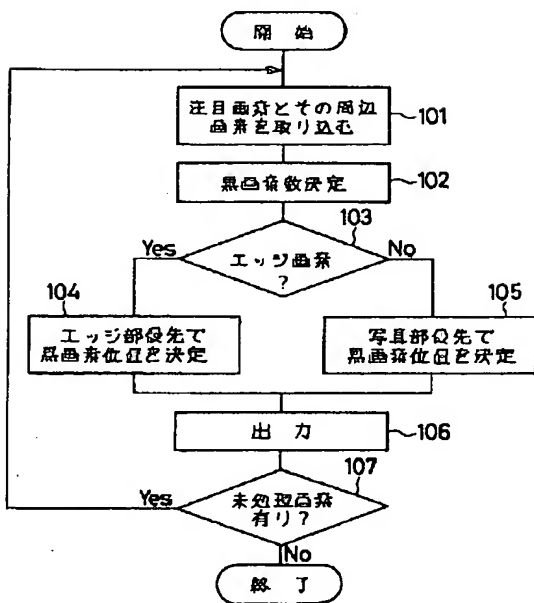 開始
注目画素とその周辺
画素を取り込む
101
黒画素数決定
102
103
Yes
エッジ画素
?
No
104
エッジ部優先で
黒画素位置を決定
105
写真部優先で
黒画素位置を決定
出力
106
107
Yes
未処理画素
有り?
No
終了